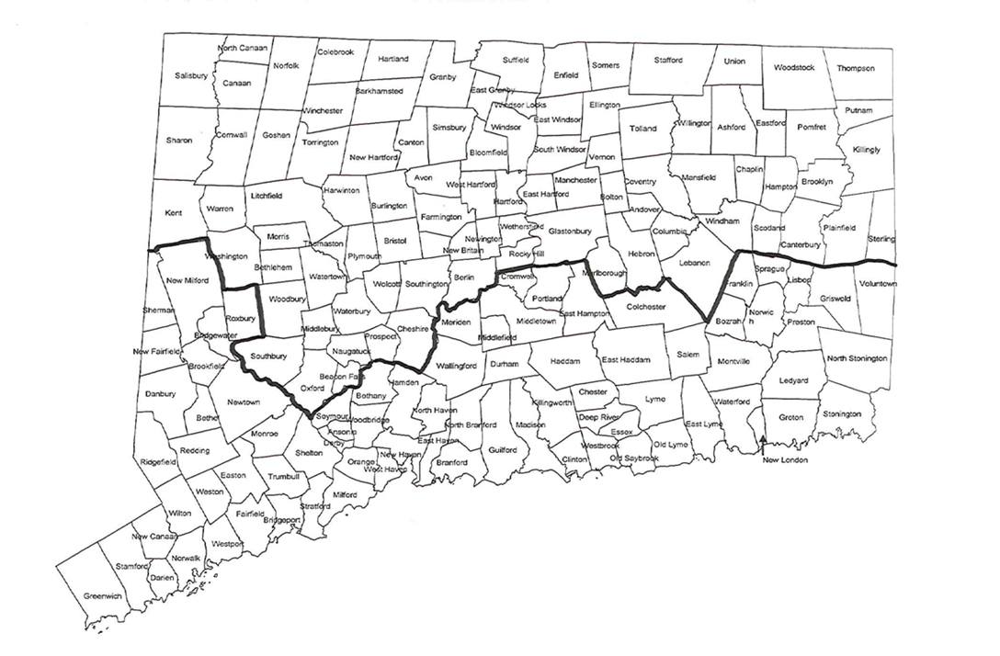 North Canaan
Colebrook
Hartland
Suffield
Enfield
Somers
Stafford
Union
Woodstock
Thompson
Salisbury
Canaan
Norfolk
Granby
East Granby
Barkhamsted
Winchester
Windsor Locks
Ellington
Putnam
Sharon
Cornwall
Goshen
Torrington
New Hartford
Canton
Simsbury
Bloomfield
Windsor
East Windsor
South Windsor
Vernon
Tolland
Willington
Ashford
Eastford
Pomfret
Killingly
Kent
Warren
Litchfield
Harwinton
Burlington
Avon
West Hartford
Hartford
East Hartford
Manchester
Bolton
Coventry
Mansfield
Chaplin
Hampton
Brooklyn
Farmington
Andover
Columbia
Windham
Scotland
Plainfield
Canterbury
Sterling
Morris
Thomaston
Plymouth
Bristol
New Britain
Newington
Wethersfield
Rocky Hill
Glastonbury
Hebron
Lebanon
Washington
Bethlehem
Watertown
Wolcott
Southington
Berlin
Cromwell
Marlborough
Franklin
Sprague
Lisbon
Griswold
Voluntown
New Milford
Woodbury
Waterbury
Portland
East Hampton
Colchester
Bozrah
Norwic
h
Preston
Sherman
Roxbury
Bridgewater
Middlebury
Prospect
Cheshire
Meriden
Middlefield
Middletown
New Fairfield
Brookfield
Southbury
Naugatuck
Beacon Falls
Oxford
Wallingford
Durham
Haddam
East Haddam
Salem
Montville
Ledyard
North Stonington
Danbury
Bethel
Newtown
Seymour
Bethany
Woodbridge
Hamden
North Haven
North Branford
Killingworth
Chester
Deep River
Essex
Lyme
East Lyme
Waterford
Groton
Stonington
Monroe
Ansonia
Derby
Shelton
Orange
New Haven
West Haven
East Haven
Branford
Guilford
Madison
Clinton
Westbrook
Old Saybrook
Old Lyme
New London
Ridgefield
Redding
Easton
Trumbull
Weston
Wilton
Fairfield
Bridgeport
Stratford
Milford
New Canaan
Norwalk
Westport
Stamford
Darien
Greenwich